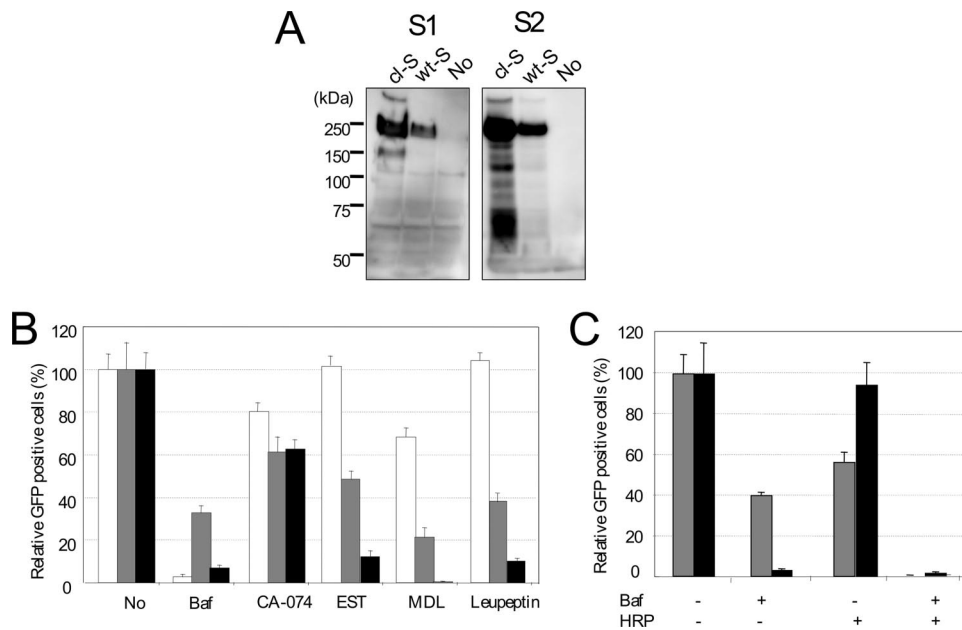 A
S1 S2
cl-S wt-S No cl-S wt-S No
(kDa)
250
150
100
75
50
B
Relative GFP positive cells (%)
120
100
80
60
40
20
0
No Baf CA-074 EST MDL Leupeptin
C
Relative GFP positive cells (%)
120
100
80
60
40
20
0
Baf - + - +
HRP - - + +